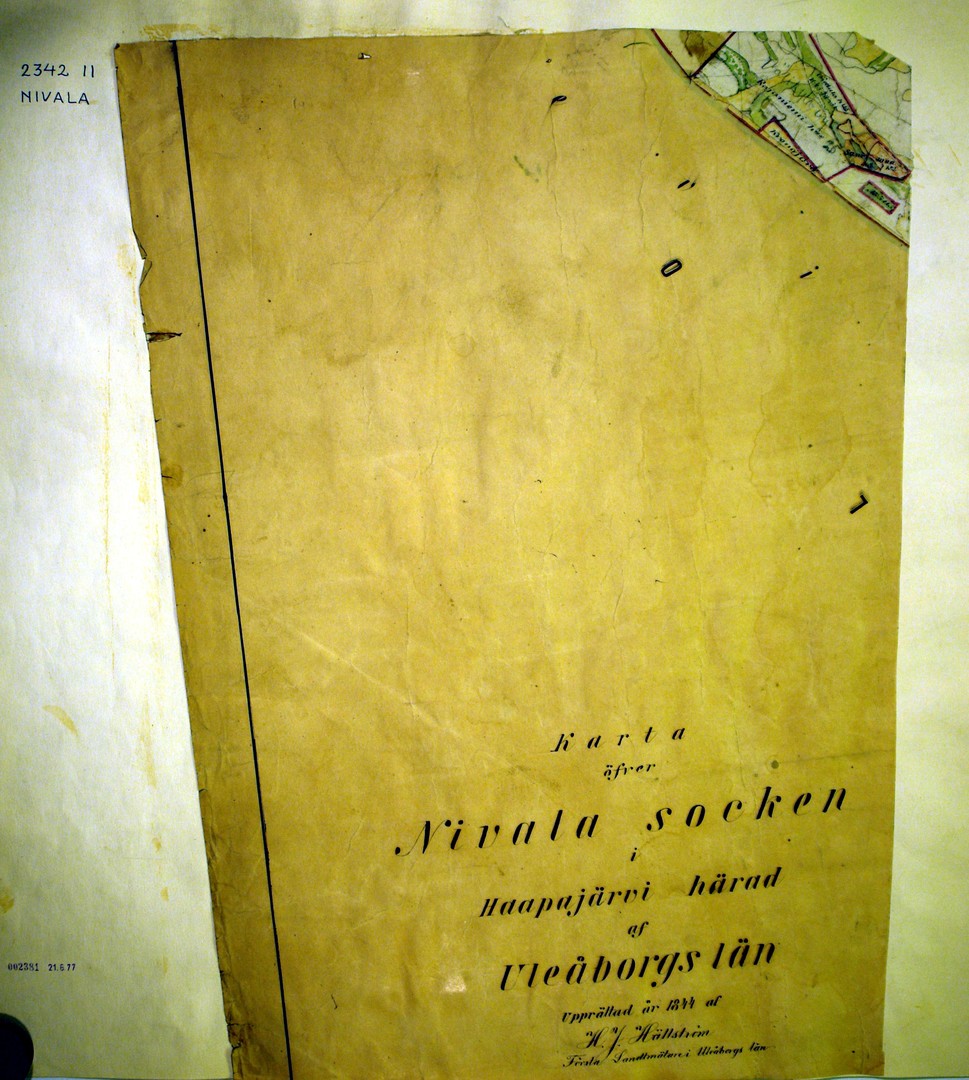 2342 11
NIVALA
O
i
L
Karta
öfver
Nivala socken
i
Haapajärvi härad
af
Uleåborgs län
Upprättad år 1844 af
H. J. Hällström
Första Landtmätare i Uleåborgs län
002381 21.6.77